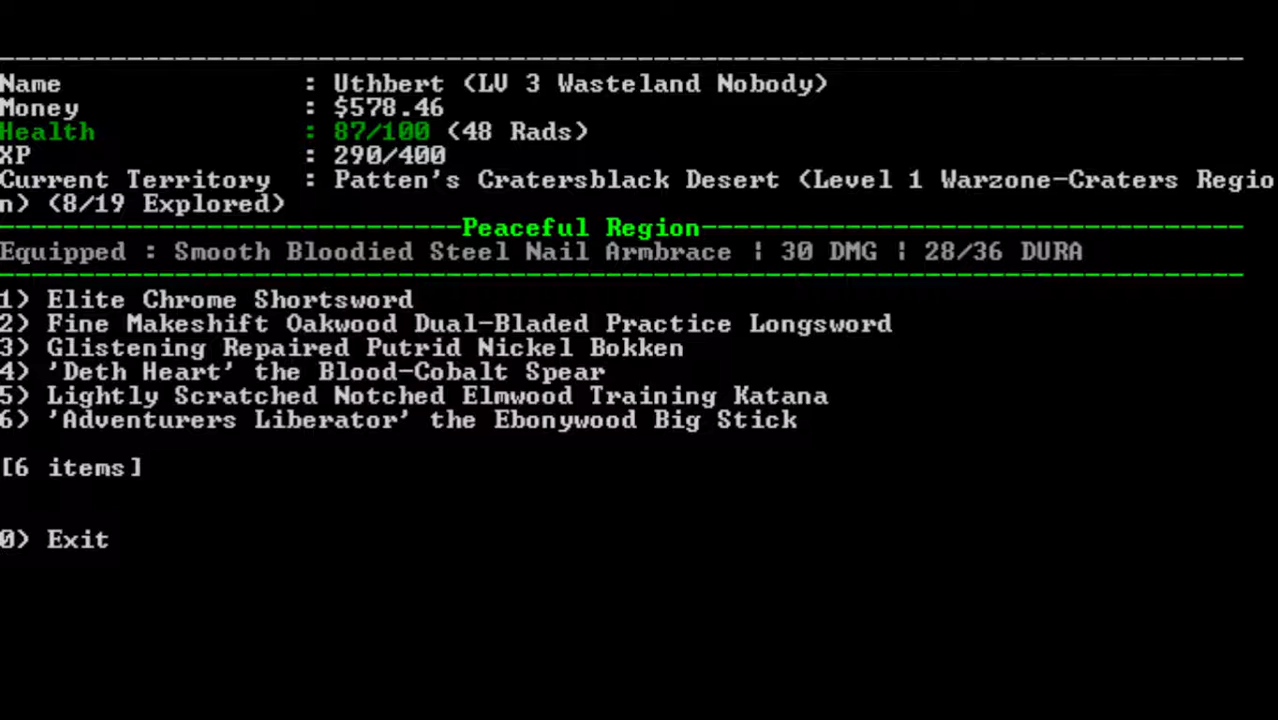 Name : Uthbert (LV 3 Wasteland Nobody)
Money : $578.46
Health : 87/100 (48 Rads)
XP : 290/400
Current Territory : Patten's Cratersblack Desert (Level 1 Warzone-Craters Regio
n) (8/19 Explored)
-----------------------------Peaceful Region----------------------------------
Equipped : Smooth Bloodied Steel Nail Armbrace | 30 DMG | 28/36 DURA
1) Elite Chrome Shortsword
2) Fine Makeshift Oakwood Dual-Bladed Practice Longsword
3) Glistening Repaired Putrid Nickel Bokken
4) 'Deth Heart' the Blood-Cobalt Spear
5) Lightly Scratched Notched Elmwood Training Katana
6) 'Adventurers Liberator' the Ebonywood Big Stick
[6 items]
0) Exit